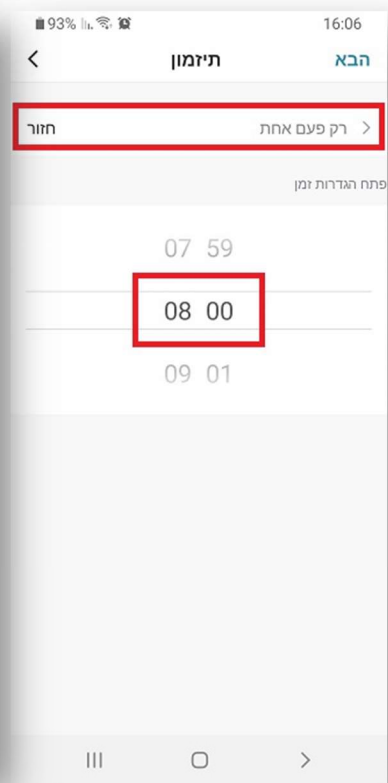 93% 16:06
תיזמון הבא
חזור רק פעם אחת
פתח הגדרות זמן
07 59
08 00
09 01